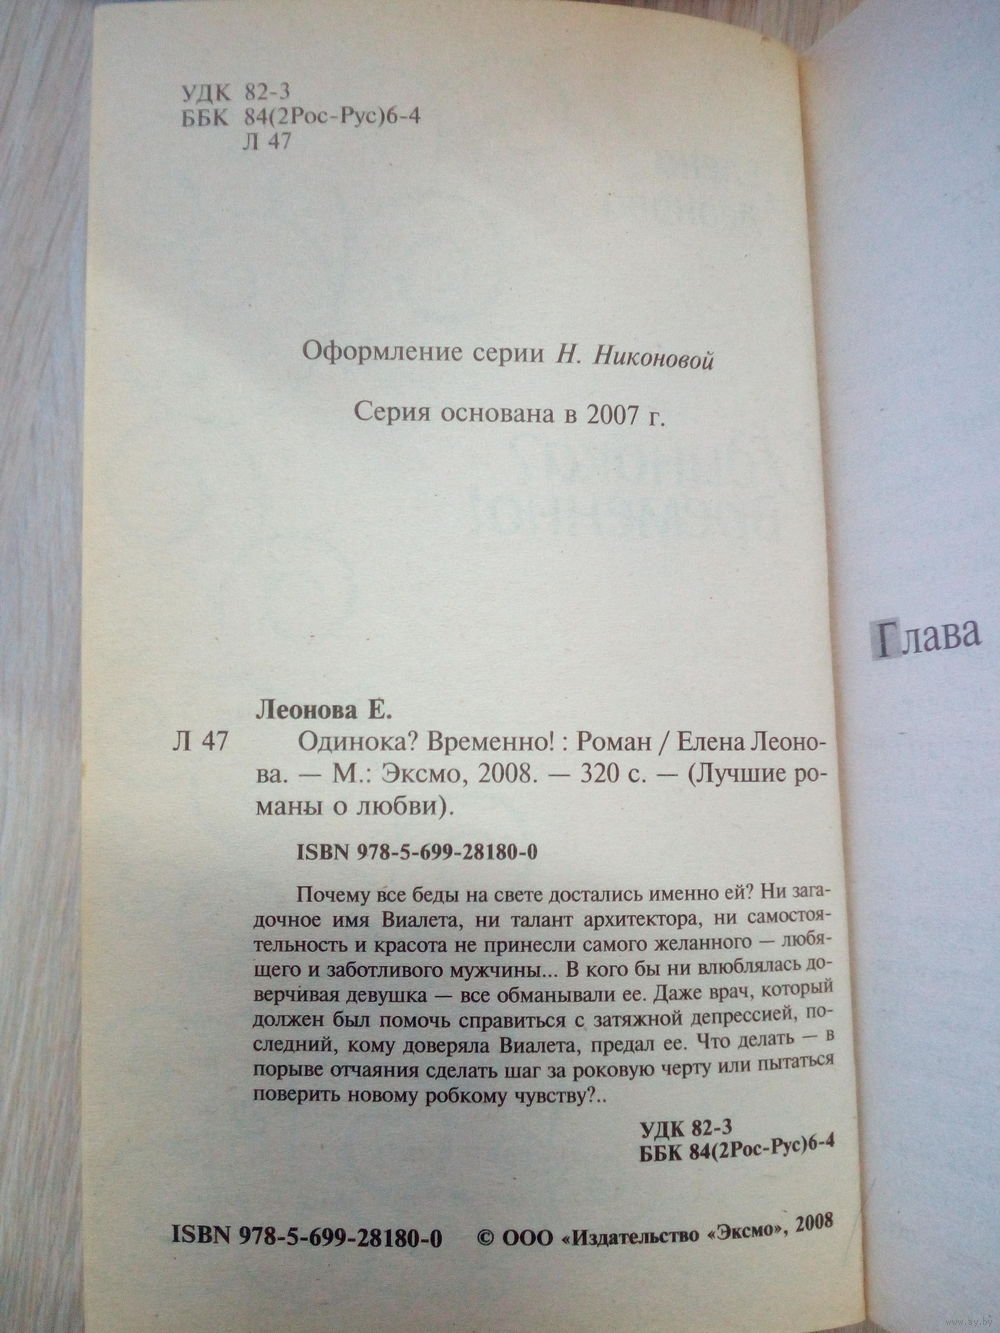 УДК 82-3
ББК 84(2Рос-Рус)6-4
Л 47
Оформление серии Н. Никоновой
Серия основана в 2007 г.
Леонова Е.
Л 47 Одинока? Временно! : Роман / Елена Леоно-
ва. — М.: Эксмо, 2008. — 320 с. — (Лучшие ро-
маны о любви).
ISBN 978-5-699-28180-0
Почему все беды на свете достались именно ей? Ни зага-
дочное имя Виалета, ни талант архитектора, ни самостоя-
тельность и красота не принесли самого желанного — любя-
щего и заботливого мужчины... В кого бы ни влюблялась до-
верчивая девушка — все обманывали ее. Даже врач, который
должен был помочь справиться с затяжной депрессией, по-
следний, кому доверяла Виалета, предал ее. Что делать — в
порыве отчаяния сделать шаг за роковую черту или пытаться
поверить новому робкому чувству?..
УДК 82-3
ББК 84(2Рос-Рус)6-4
ISBN 978-5-699-28180-0 © ООО «Издательство «Эксмо», 2008
Глава
www.ay.by